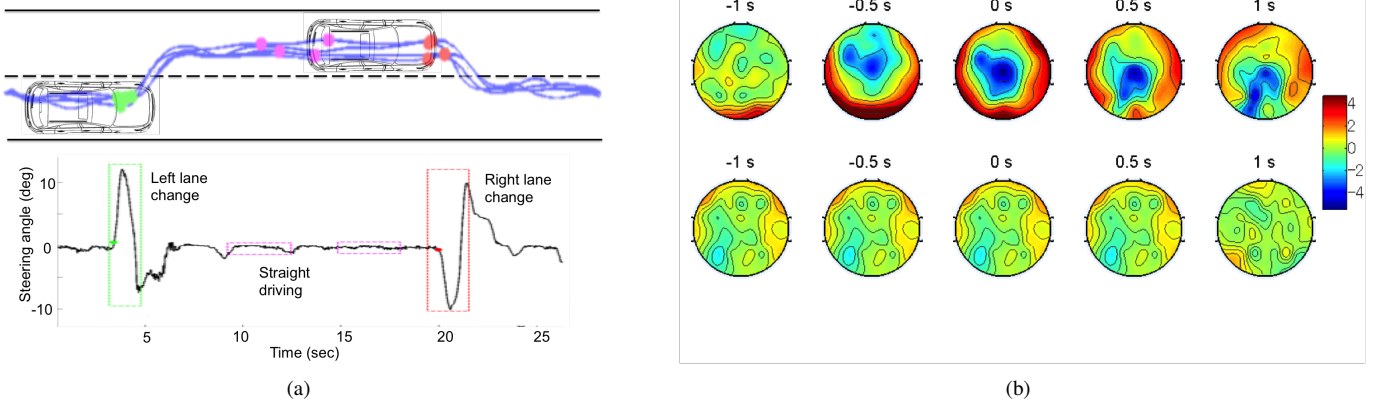 Steering angle (deg)
10
0
-10
Left lane
change
Straight
driving
Right lane
change
5
10
15
20
25
Time (sec)
(a)
-1 s
-0.5 s
0 s
0.5 s
1 s
4
2
0
−2
−4
-1 s
-0.5 s
0 s
0.5 s
1 s
(b)